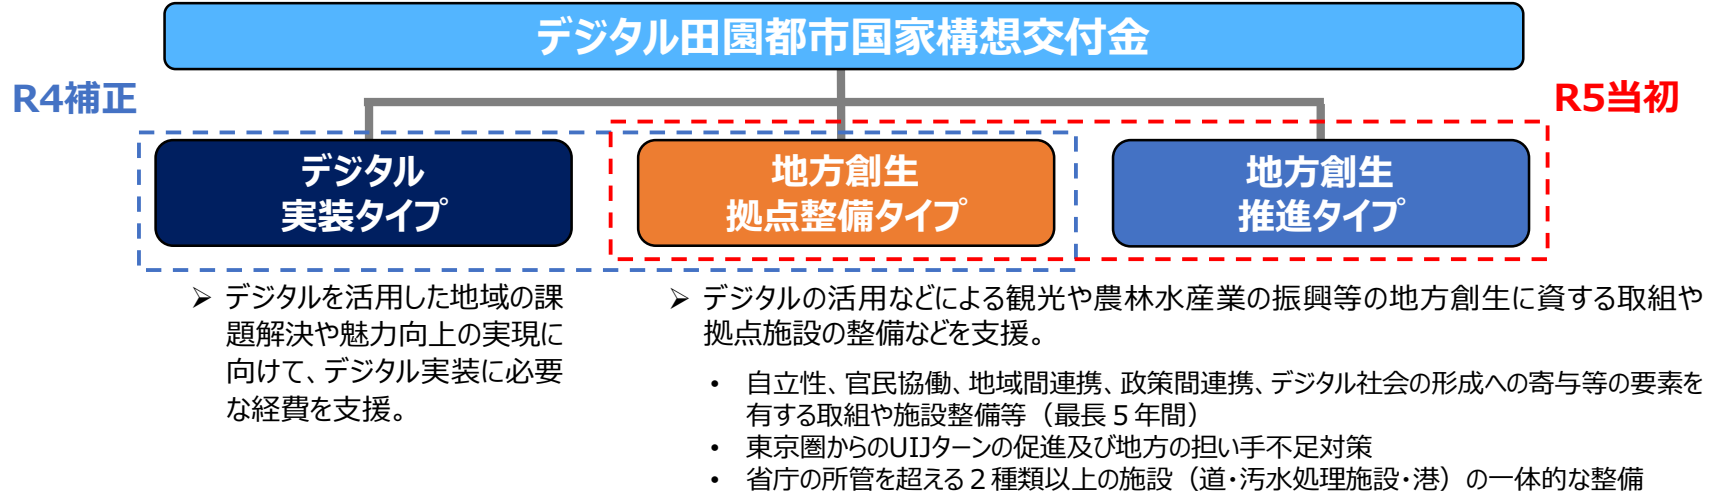 デジタル田園都市国家構想交付金
R4補正
R5当初
デジタル
実装タイプ
地方創生
拠点整備タイプ
地方創生
推進タイプ
➢ デジタルを活用した地域の課
題解決や魅力向上の実現に
向けて、デジタル実装に必要
な経費を支援。
➢ デジタルの活用などによる観光や農林水産業の振興等の地方創生に資する取組や
拠点施設の整備などを支援。
• 自立性、官民協働、地域間連携、政策間連携、デジタル社会の形成への寄与等の要素を
有する取組や施設整備等（最長５年間）
• 東京圏からのUIJターンの促進及び地方の担い手不足対策
• 省庁の所管を超える２種類以上の施設（道・汚水処理施設・港）の一体的な整備